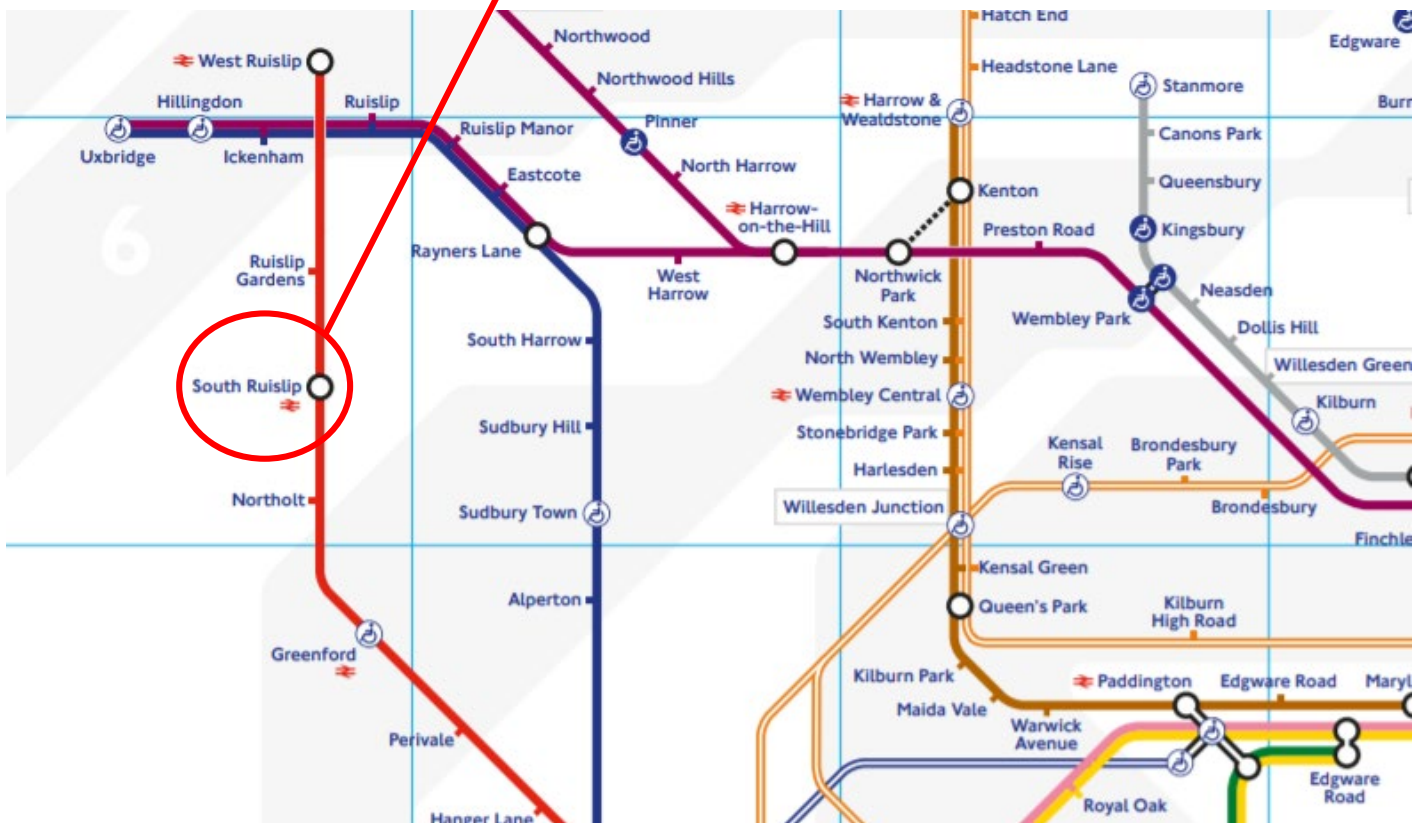 Hatch End
Edgware
Northwood
West Ruislip
Headstone Lane
Northwood Hills
Stanmore
Hillingdon
Ruislip
Harrow &
Wealdstone
Pinner
Ruislip Manor
Canons Park
Uxbridge
Ickenham
North Harrow
Eastcote
Queensbury
Kenton
6
Harrow-
on-the-Hill
Preston Road
Kingsbury
Rayners Lane
Ruislip
Gardens
West
Harrow
Northwick
Park
Neasden
Wembley Park
South Kenton
Dollis Hill
South Harrow
North Wembley
Willesden Green
South Ruislip
Wembley Central
Kilburn
Sudbury Hill
Stonebridge Park
Kensal
Rise
Brondesbury
Park
Harlesden
Northolt
Sudbury Town
Willesden Junction
Brondesbury
Finchle
Kensal Green
Alperton
Queen's Park
Kilburn
High Road
Greenford
Kilburn Park
Paddington
Edgware Road
Maryl
Maida Vale
Warwick
Avenue
Perivale
Edgware
Road
Royal Oak
Hanger Lane